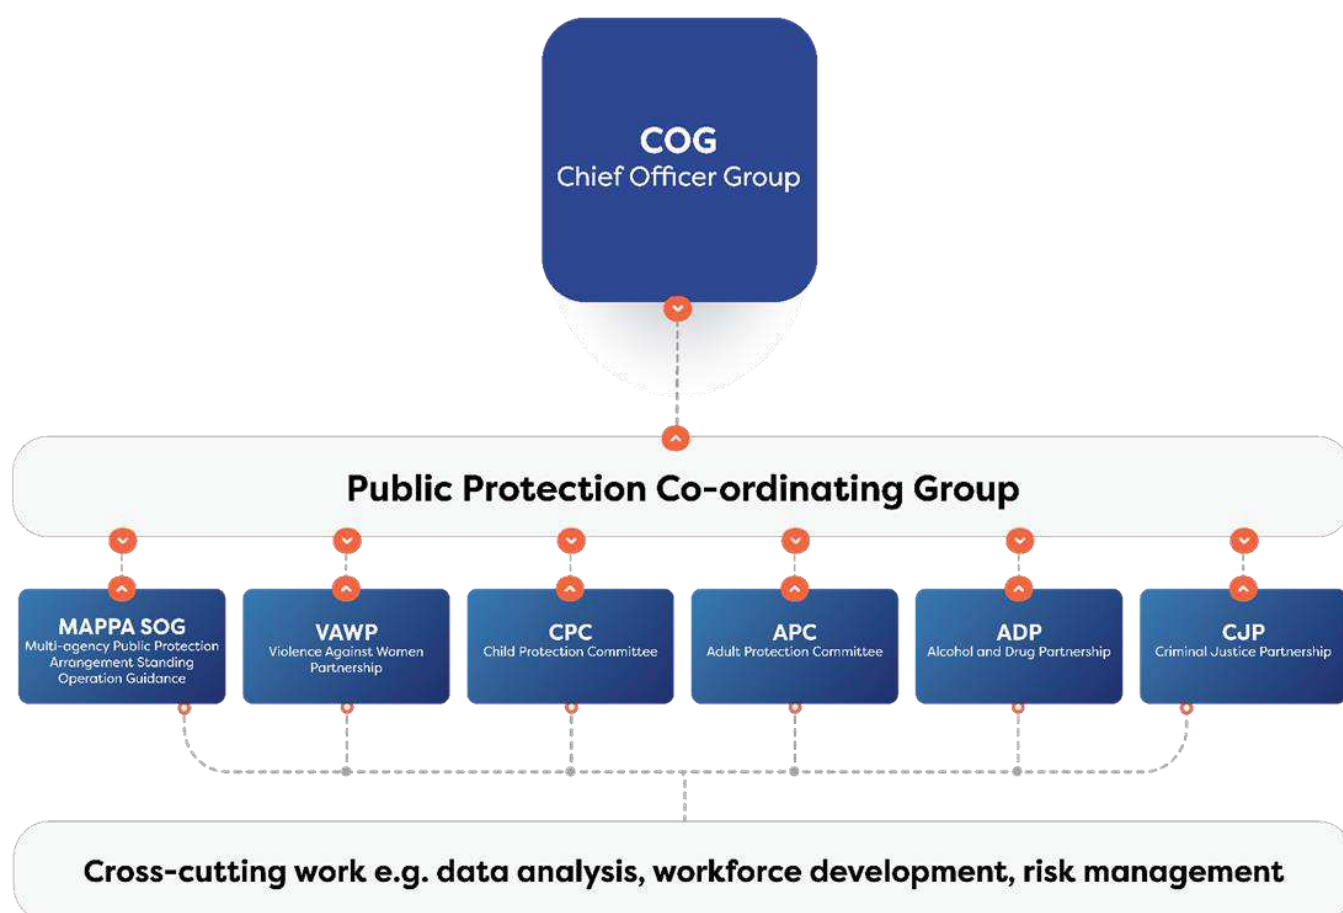 COG
Chief Officer Group
Public Protection Co-ordinating Group
MAPPA SOG
Multi-agency Public Protection
Arrangement Standing
Operation Guidance
VAWP
Violence Against Women
Partnership
CPC
Child Protection Committee
APC
Adult Protection Committee
ADP
Alcohol and Drug Partnership
CJP
Criminal Justice Partnership
Cross-cutting work e.g. data analysis, workforce development, risk management